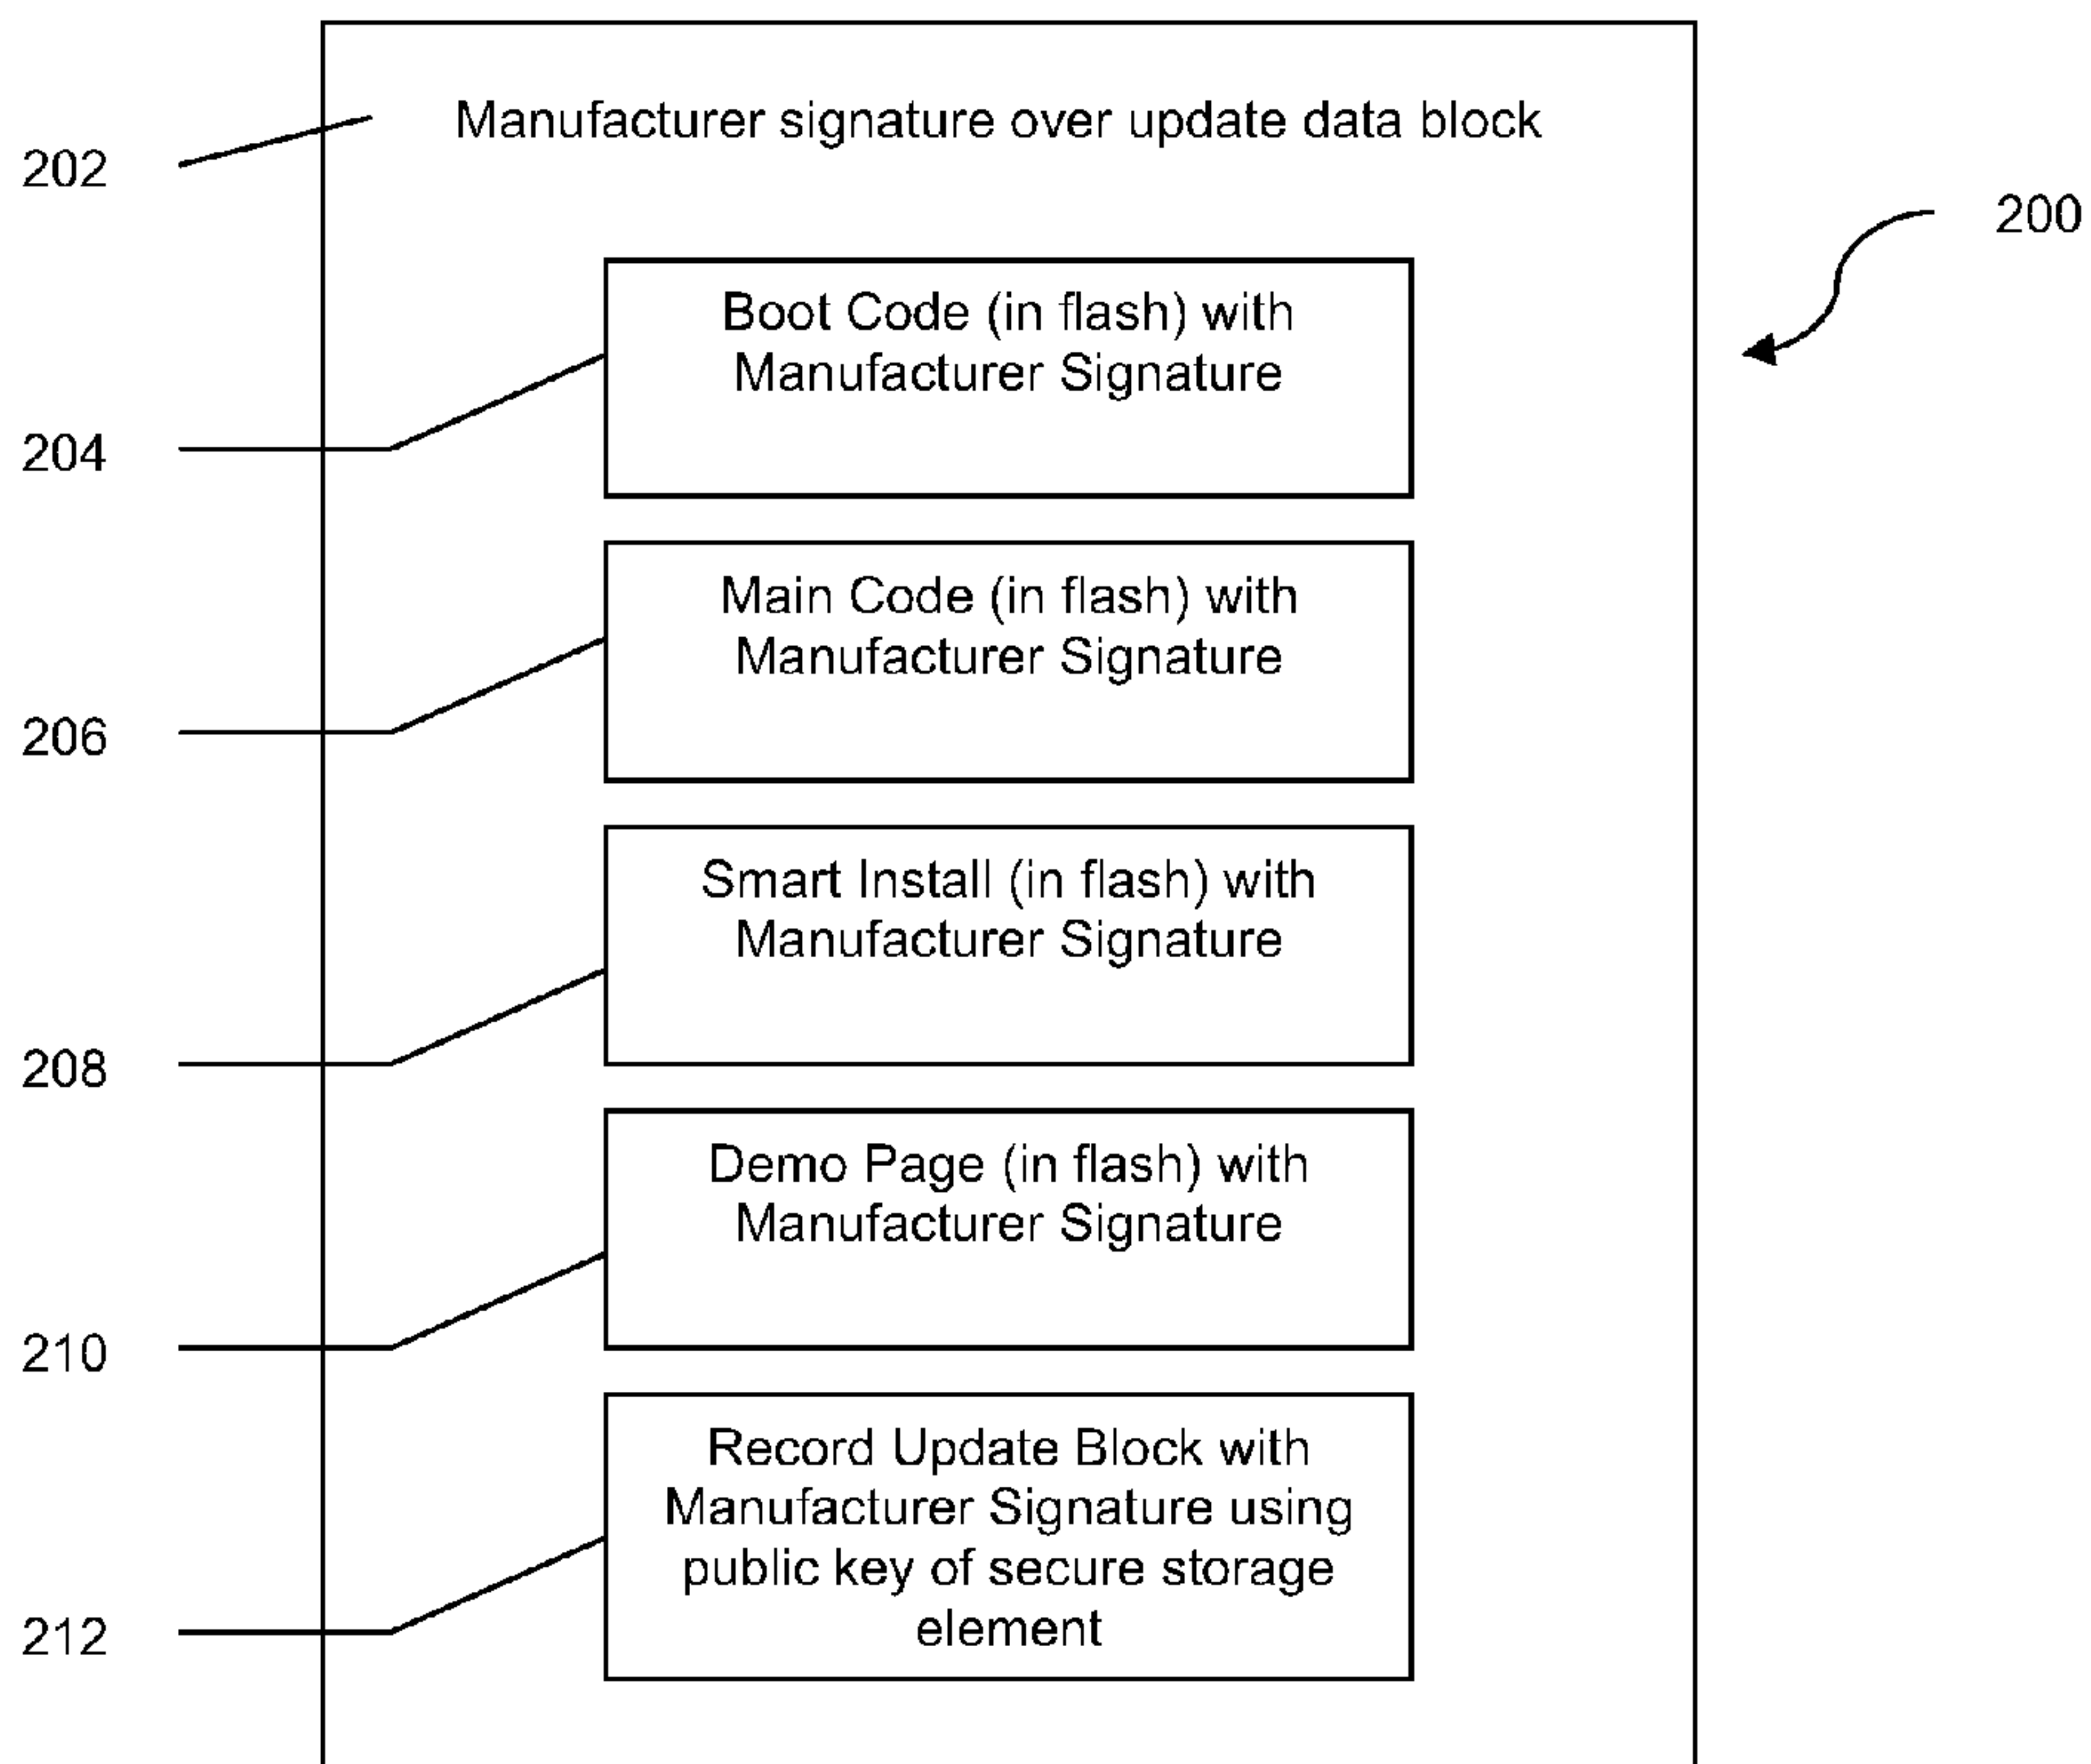 Manufacturer signature over update data block
202
200
Boot Code (in flash) with
Manufacturer Signature
204
Main Code (in flash) with
Manufacturer Signature
206
Smart Install (in flash) with
Manufacturer Signature
208
Demo Page (in flash) with
Manufacturer Signature
210
Record Update Block with
Manufacturer Signature using
public key of secure storage
element
212